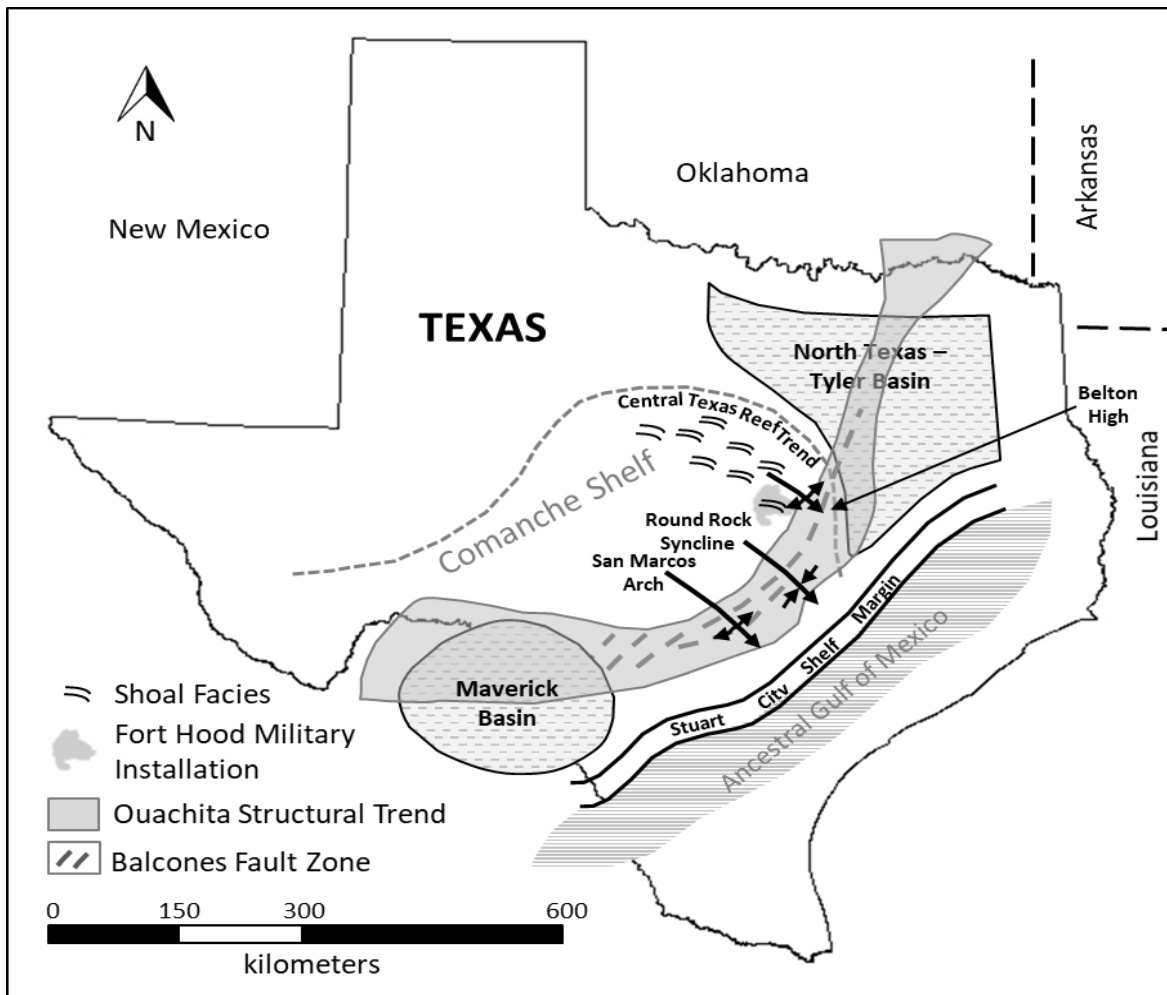 N
New Mexico
Oklahoma
Arkansas
Louisiana
TEXAS
North Texas –
Tyler Basin
Belton
High
Central Texas Reef Trend
Comanche Shelf
Round Rock
Syncline
San Marcos
Arch
Maverick
Basin
Stuart City Shelf Margin
Ancestral Gulf of Mexico
Shoal Facies
Fort Hood Military
Installation
Ouachita Structural Trend
Balcones Fault Zone
0 150 300 600
kilometers